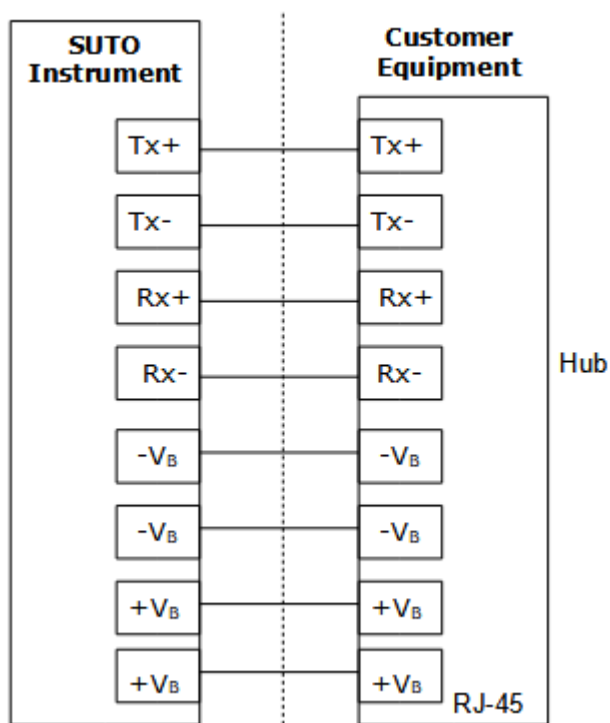 SUTO
Instrument
Customer
Equipment
Tx+ Tx+
Tx- Tx-
Rx+ Rx+
Rx- Rx-
Hub
-VB -VB
-VB -VB
+VB +VB
+VB +VB
RJ-45